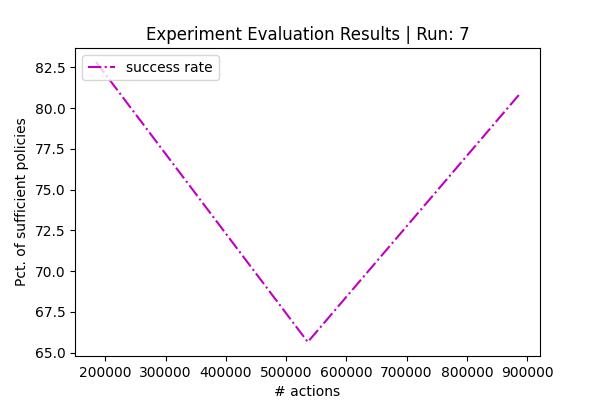 Experiment Evaluation Results | Run: 7
success rate
Pct. of sufficient policies
82.5
80.0
77.5
75.0
72.5
70.0
67.5
65.0
200000 300000 400000 500000 600000 700000 800000 900000
# actions